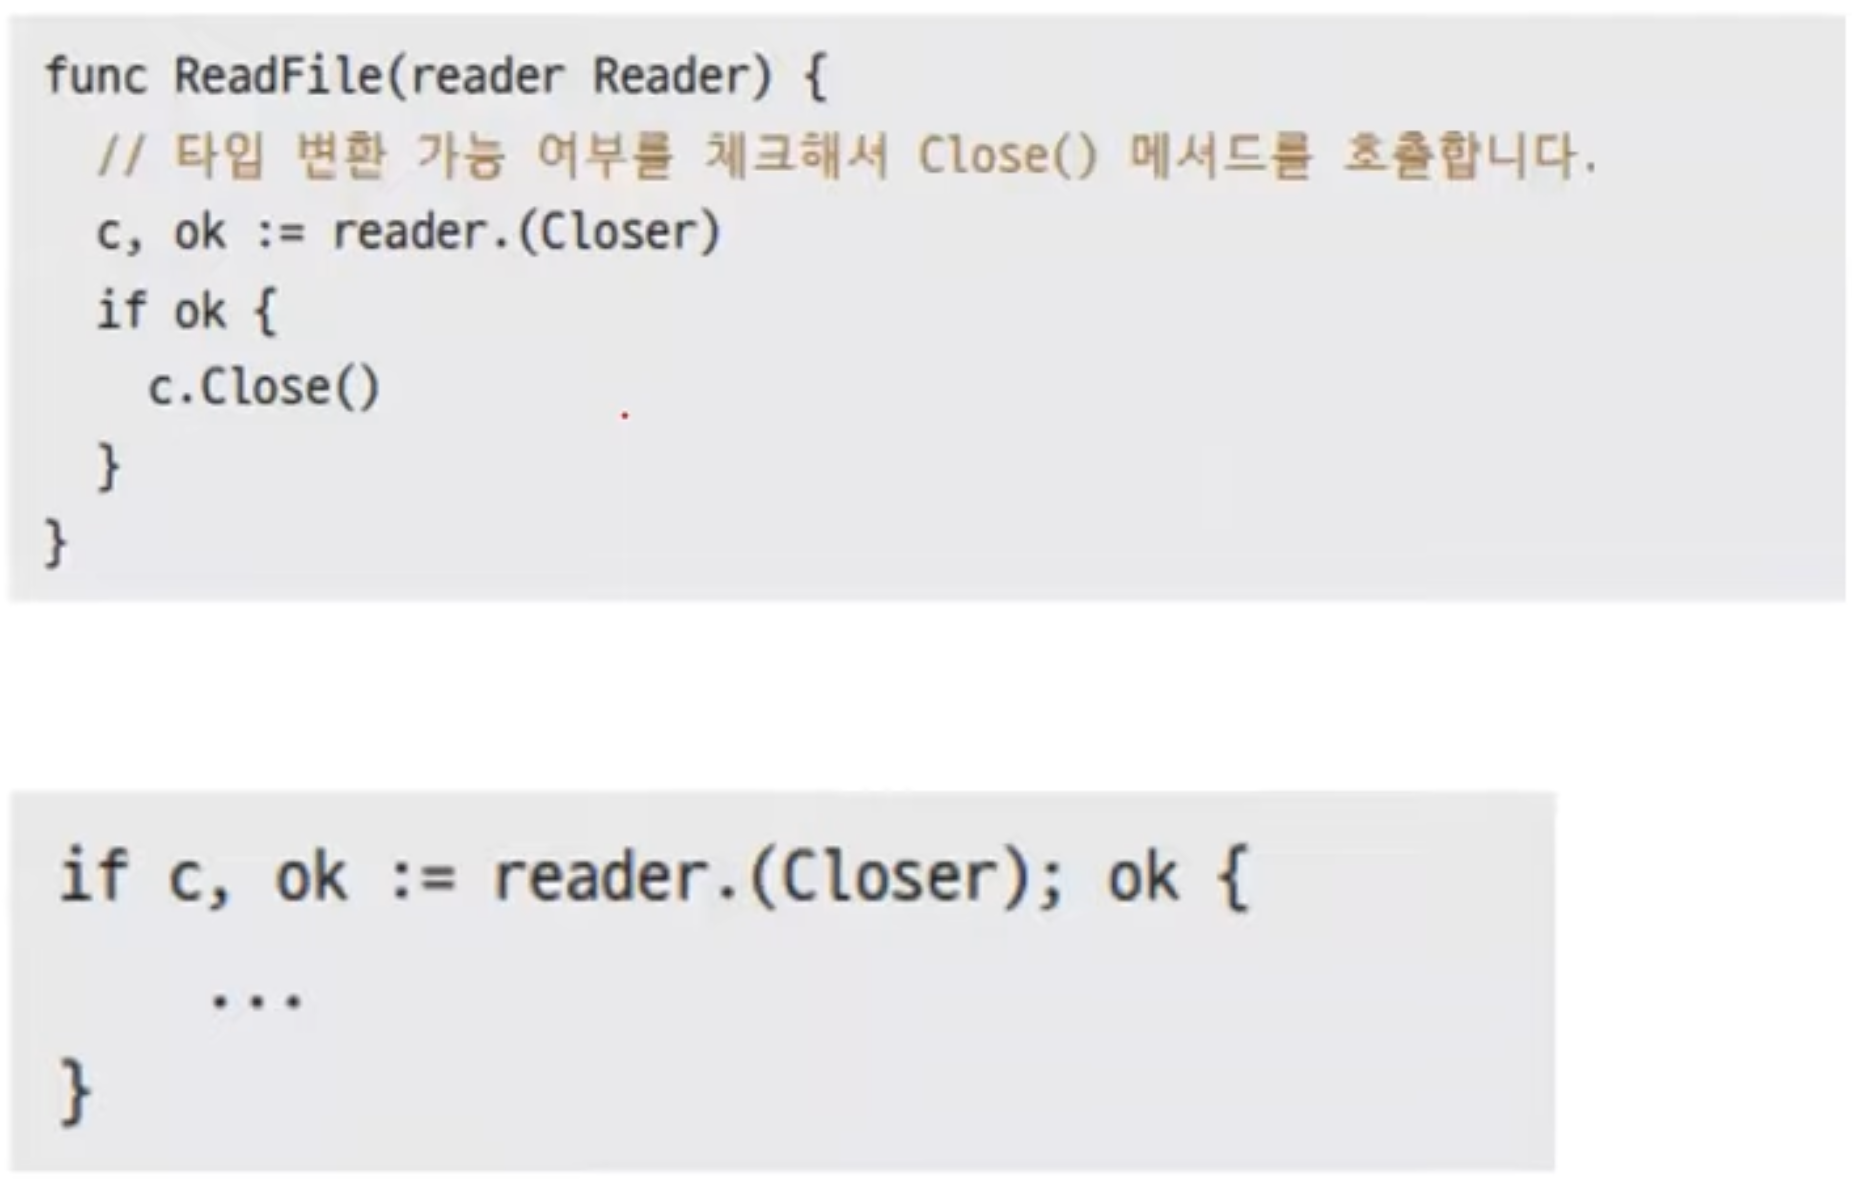 func ReadFile(reader Reader) {
// 타입 변환 가능 여부를 체크해서 Close() 메서드를 호출합니다.
c, ok := reader.(Closer)
if ok {
c.Close()
}
}
if c, ok := reader.(Closer); ok {
...
}